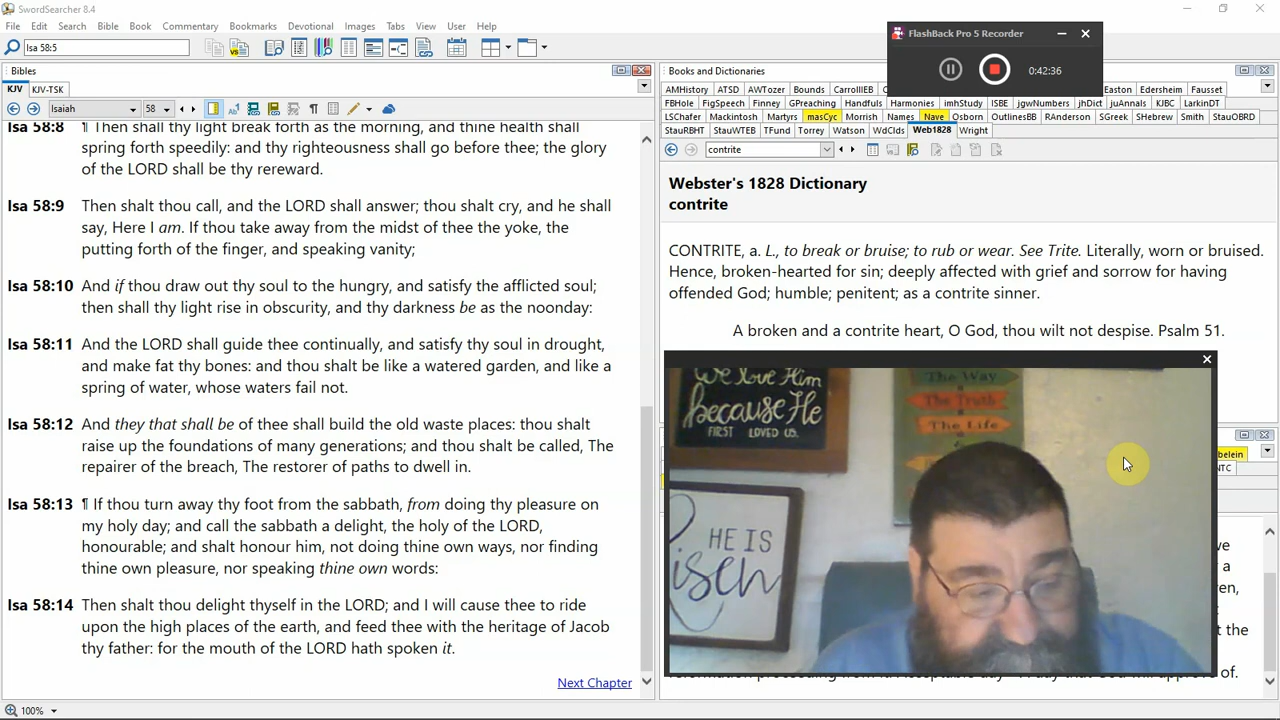 SwordSearcher 8.4
File Edit Search Bible Book Commentary Bookmarks Devotional Images Tabs View User Help
Isa 58:5
FlashBack Pro 5 Recorder
0:42:36
Bibles
KJV KJV-TSK
Isaiah 58
Isa 58:8 ¶ Then shall thy light break forth as the morning, and thine health shall
spring forth speedily: and thy righteousness shall go before thee; the glory
of the LORD shall be thy rereward.
Isa 58:9 Then shalt thou call, and the LORD shall answer; thou shalt cry, and he shall
say, Here I am. If thou take away from the midst of thee the yoke, the
putting forth of the finger, and speaking vanity;
Isa 58:10 And if thou draw out thy soul to the hungry, and satisfy the afflicted soul;
then shall thy light rise in obscurity, and thy darkness be as the noonday:
Isa 58:11 And the LORD shall guide thee continually, and satisfy thy soul in drought,
and make fat thy bones: and thou shalt be like a watered garden, and like a
spring of water, whose waters fail not.
Isa 58:12 And they that shall be of thee shall build the old waste places: thou shalt
raise up the foundations of many generations; and thou shalt be called, The
repairer of the breach, The restorer of paths to dwell in.
Isa 58:13 ¶ If thou turn away thy foot from the sabbath, from doing thy pleasure on
my holy day; and call the sabbath a delight, the holy of the LORD,
honourable; and shalt honour him, not doing thine own ways, nor finding
thine own pleasure, nor speaking thine own words:
Isa 58:14 Then shalt thou delight thyself in the LORD; and I will cause thee to ride
upon the high places of the earth, and feed thee with the heritage of Jacob
thy father: for the mouth of the LORD hath spoken it.
Next Chapter
100%
Books and Dictionaries
AMHistory ATSD AWTozer Bounds CarrollIEB Easton Edersheim Fausset
FBHole FigSpeech Finney GPreaching Handfuls Harmonies imhStudy ISBE jgwNumbers jhDict juAnnals KJBC LarkinDT
LSChafer Mackintosh Martyrs masCyc Morrish Names Nave Osborn OutlinesBB RAnderson SGreek SHebrew Smith StauOBRD
StauRBHT StauWTEB TFund Torrey Watson WdClds Web1828 Wright
contrite
Webster's 1828 Dictionary
contrite
CONTRITE, a. L., to break or bruise; to rub or wear. See Trite. Literally, worn or bruised.
Hence, broken-hearted for sin; deeply affected with grief and sorrow for having
offended God; humble; penitent; as a contrite sinner.
A broken and a contrite heart, O God, thou wilt not despise. Psalm 51.
We love Him
because He
FIRST LOVED US.
The Way
The Truth
The Life
HE IS
Risen